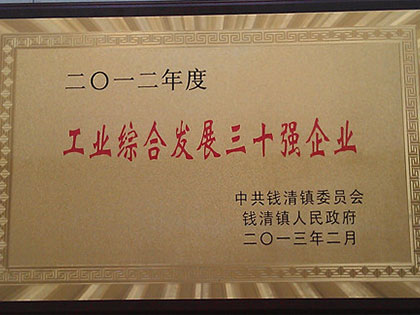 二〇一二年度
工业综合发展三十强企业
中共钱清镇委员会
钱清镇人民政府
二〇一三年二月